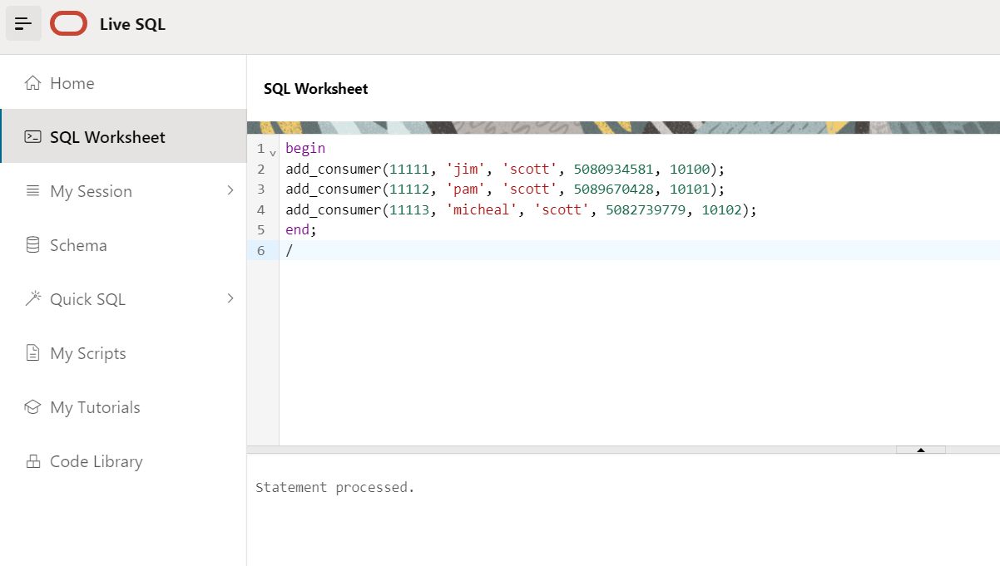 Live SQL
Home
SQL Worksheet
My Session
Schema
Quick SQL
My Scripts
My Tutorials
Code Library
SQL Worksheet
1 begin
2 add_consumer(11111, 'jim', 'scott', 5080934581, 10100);
3 add_consumer(11112, 'pam', 'scott', 5089670428, 10101);
4 add_consumer(11113, 'micheal', 'scott', 5082739779, 10102);
5 end;
6 /
Statement processed.